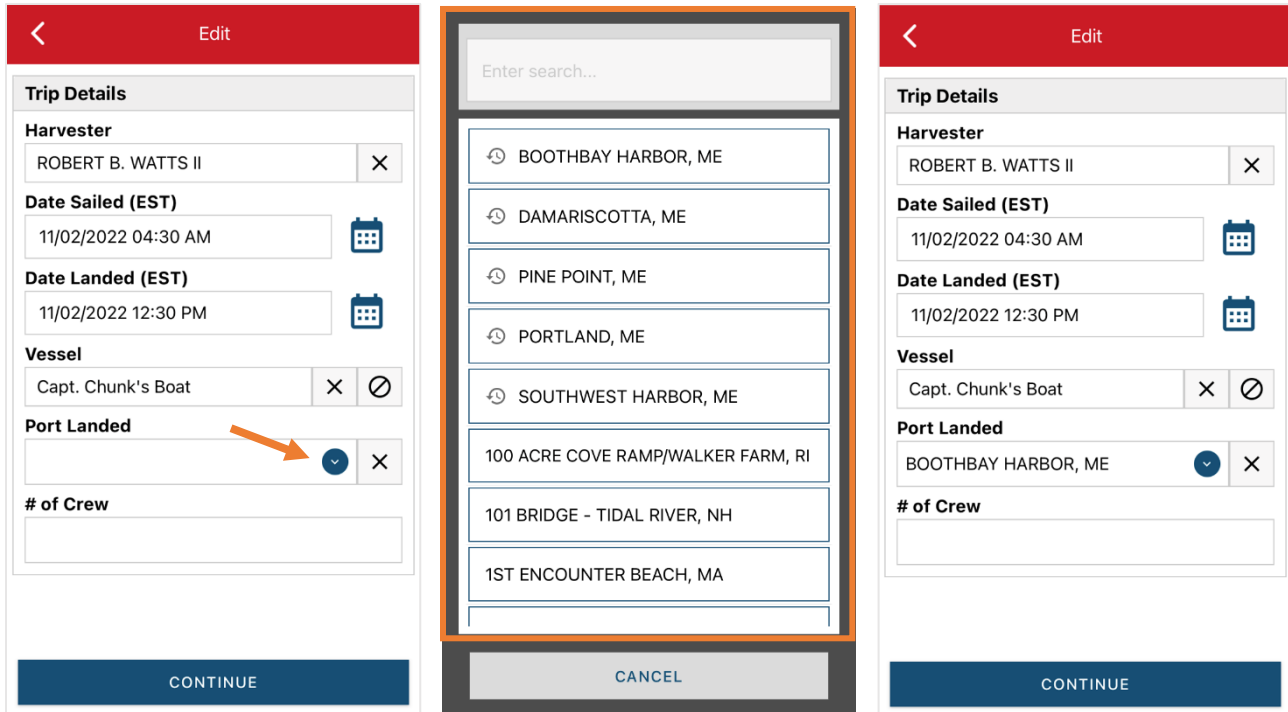 Edit
Trip Details
Harvester
ROBERT B. WATTS II
Date Sailed (EST)
11/02/2022 04:30 AM
Date Landed (EST)
11/02/2022 12:30 PM
Vessel
Capt. Chunk's Boat
Port Landed
# of Crew
CONTINUE
Enter search...
BOOTHBAY HARBOR, ME
DAMARISCOTTA, ME
PINE POINT, ME
PORTLAND, ME
SOUTHWEST HARBOR, ME
100 ACRE COVE RAMP/WALKER FARM, RI
101 BRIDGE - TIDAL RIVER, NH
1ST ENCOUNTER BEACH, MA
CANCEL
Edit
Trip Details
Harvester
ROBERT B. WATTS II
Date Sailed (EST)
11/02/2022 04:30 AM
Date Landed (EST)
11/02/2022 12:30 PM
Vessel
Capt. Chunk's Boat
Port Landed
BOOTHBAY HARBOR, ME
# of Crew
CONTINUE